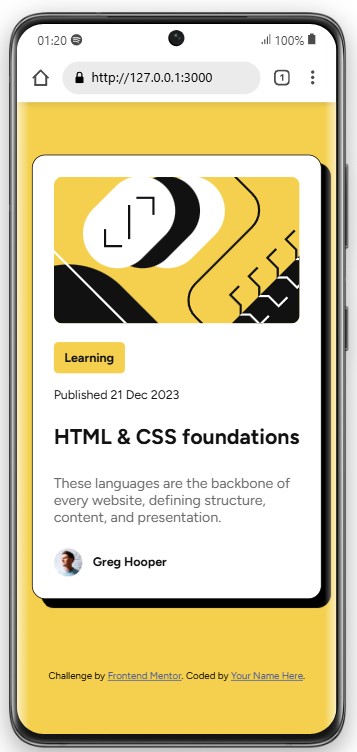 01:20 100%
http://127.0.0.1:3000 1
Learning
Published 21 Dec 2023
HTML & CSS foundations
These languages are the backbone of
every website, defining structure,
content, and presentation.
Greg Hooper
Challenge by Frontend Mentor. Coded by Your Name Here.